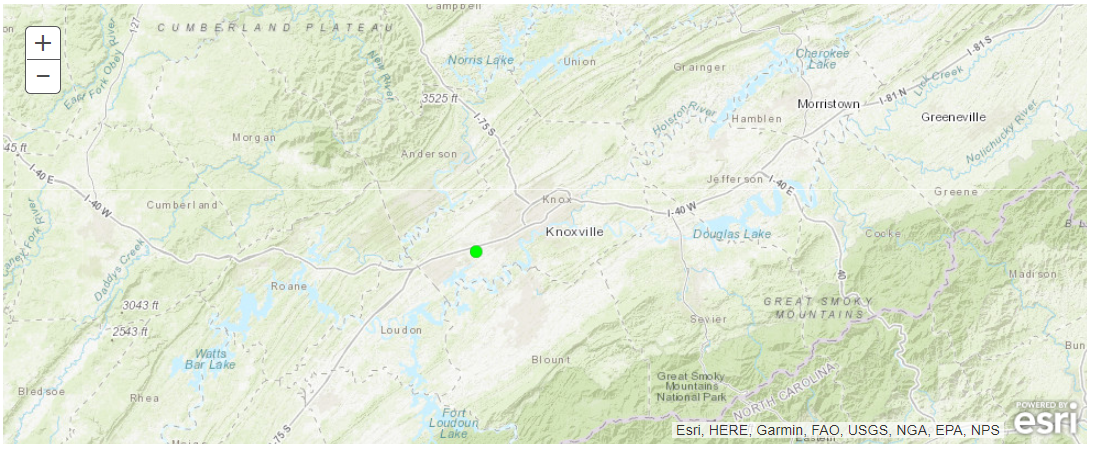 Campbell
CUMBERLAND PLATEAU
127
I-81 S
+
Norris Lake
Union
Cherokee
Lake
Grainger
New River
East
Fork Obey River
−
Lick Creek
3525 ft
I-81 N
Morristown
Holston River
Hamblen
Greeneville
I-75 S
Nolichucky River
Morgan
45 ft
Anderson
I-40 E
Jefferson
I-40 E
Greene
Knox
Cumberland
I-40 W
I-40 W
Knoxville
Douglas Lake
Cocke
Fork River
Daddys Creek
Madison
40
Roane
3043 ft
GREAT SMOKY
MOUNTAINS
Sevier
2543 ft
Loudon
Bun
Watts
Bar Lake
Blount
Great Smoky
Mountains
National Park
NORTH CAROLINA
Bledsoe
Rhea
POWERED BY
esri
Fort
Loudoun
Lake
I-75 S
Esri, HERE, Garmin, FAO, USGS, NGA, EPA, NPS